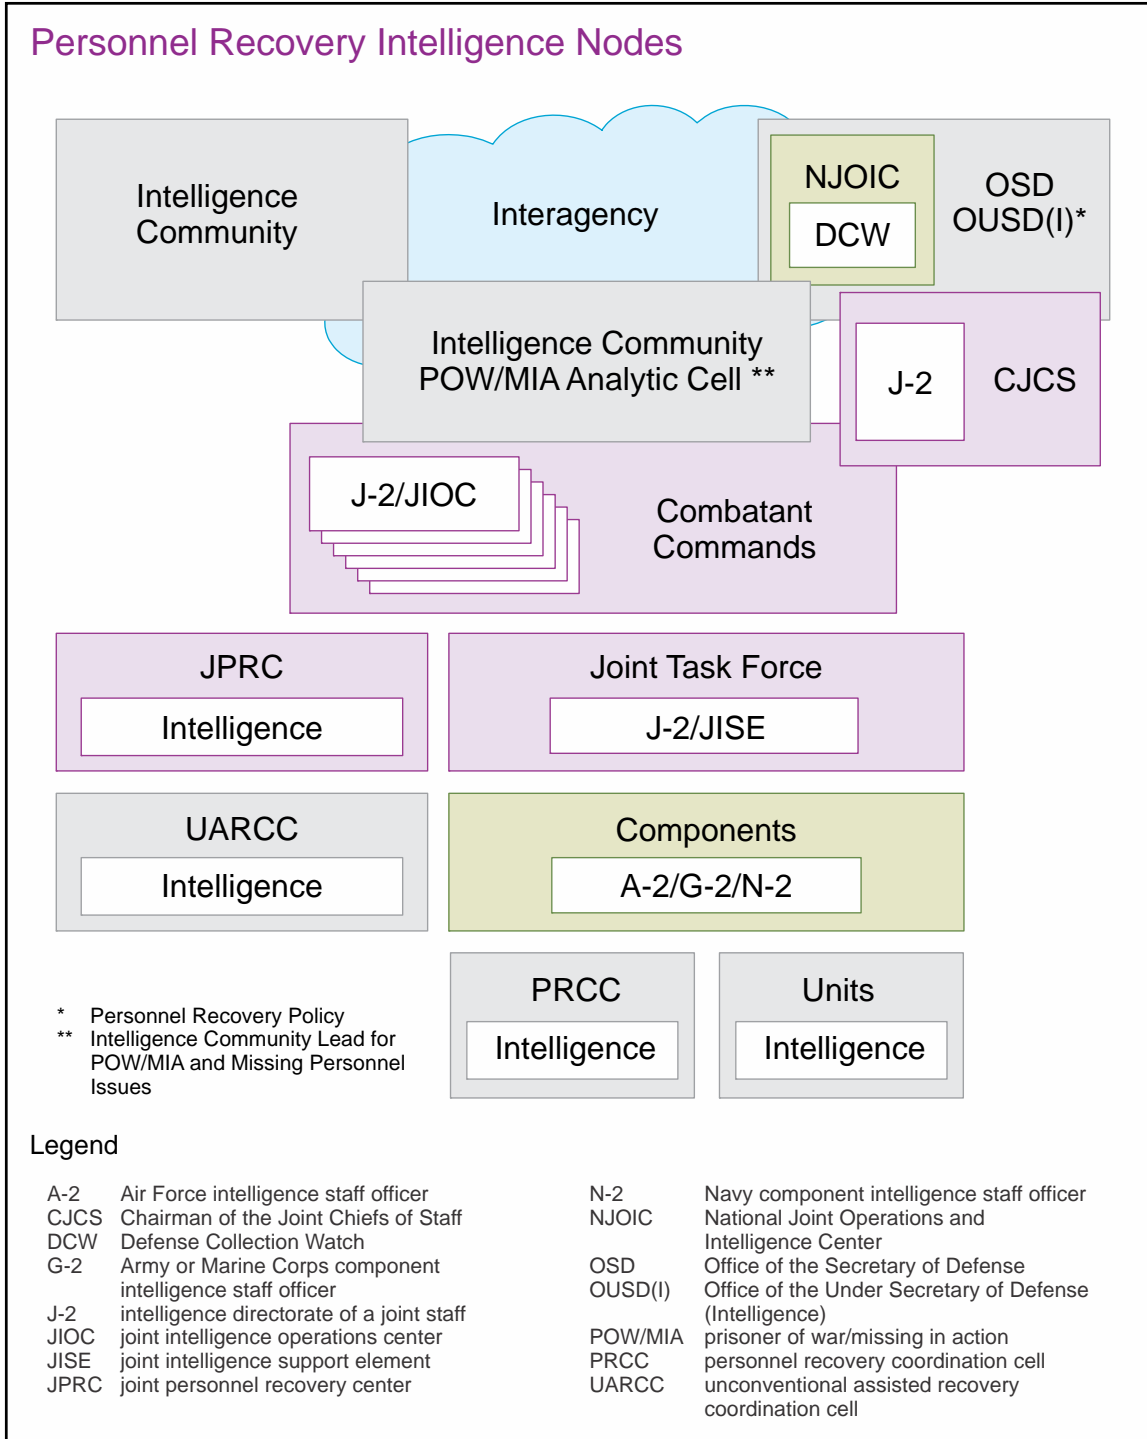 Personnel Recovery Intelligence Nodes
Intelligence
Community
Interagency
NJOIC
DCW
OSD
OUSD(I)*
Intelligence Community
POW/MIA Analytic Cell **
J-2
CJCS
J-2/JIOC
Combatant
Commands
JPRC
Intelligence
Joint Task Force
J-2/JISE
UARCC
Intelligence
Components
A-2/G-2/N-2
PRCC
Intelligence
Units
Intelligence
* Personnel Recovery Policy
** Intelligence Community Lead for
POW/MIA and Missing Personnel
Issues
Legend
A-2 Air Force intelligence staff officer
CJCS Chairman of the Joint Chiefs of Staff
DCW Defense Collection Watch
G-2 Army or Marine Corps component
intelligence staff officer
J-2 intelligence directorate of a joint staff
JIOC joint intelligence operations center
JISE joint intelligence support element
JPRC joint personnel recovery center
N-2 Navy component intelligence staff officer
NJOIC National Joint Operations and
Intelligence Center
OSD Office of the Secretary of Defense
OUSD(I) Office of the Under Secretary of Defense
(Intelligence)
POW/MIA prisoner of war/missing in action
PRCC personnel recovery coordination cell
UARCC unconventional assisted recovery
coordination cell